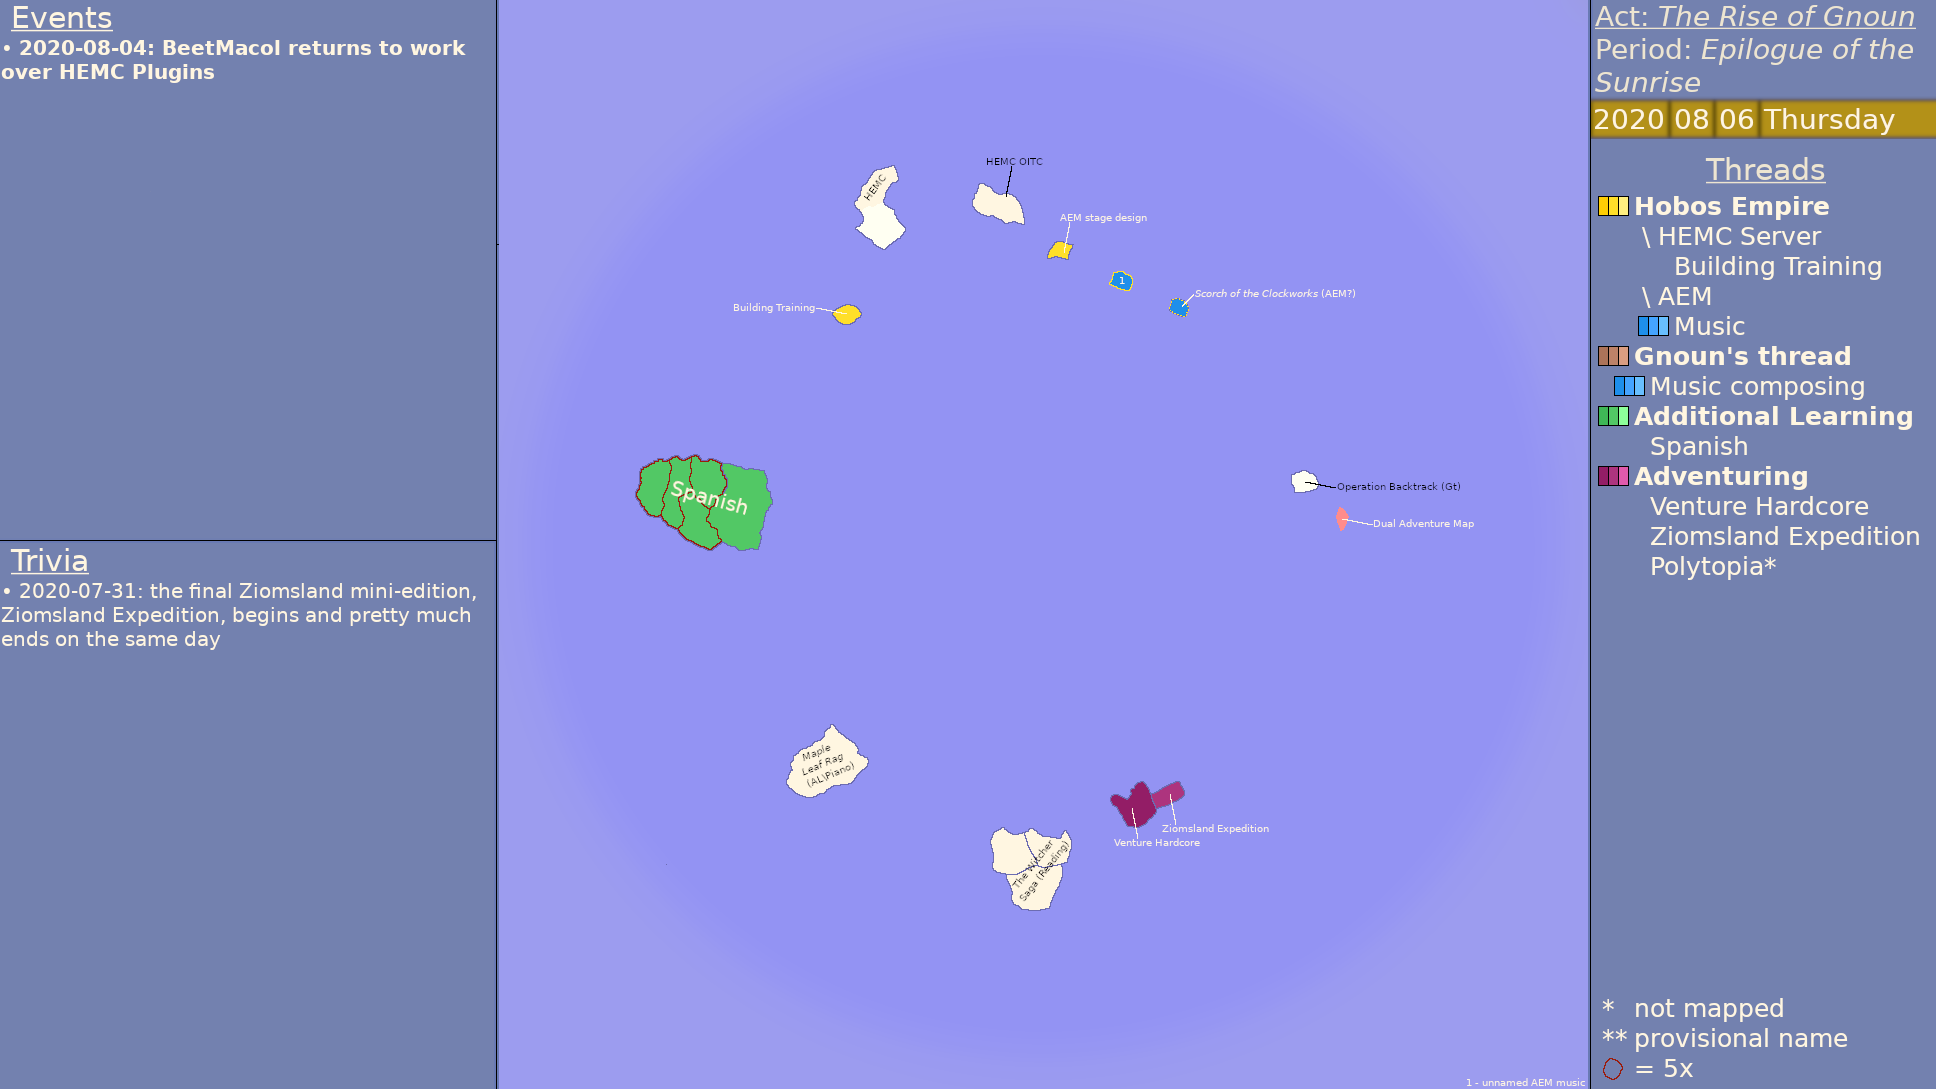 Events
• 2020-08-04: BeetMacol returns to work
over HEMC Plugins
Trivia
• 2020-07-31: the final Ziomsland mini-edition,
Ziomsland Expedition, begins and pretty much
ends on the same day
HEMC
HEMC OITC
AEM stage design
1
Scorch of the Clockworks (AEM?)
Building Training
Spanish
Operation Backtrack (Gt)
Dual Adventure Map
Maple
Leaf Rag
(AL\Piano)
Ziomsland Expedition
Venture Hardcore
The Witcher
Saga (Reading)
1 - unnamed AEM music
Act: The Rise of Gnoun
Period: Epilogue of the
Sunrise
2020 08 06 Thursday
Threads
Hobos Empire
\ HEMC Server
Building Training
\ AEM
Music
Gnoun's thread
Music composing
Additional Learning
Spanish
Adventuring
Venture Hardcore
Ziomsland Expedition
Polytopia*
* not mapped
** provisional name
= 5x